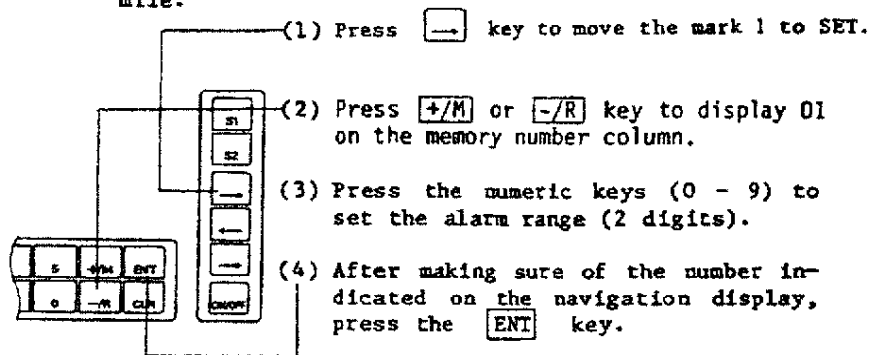 mile.
(1) Press → key to move the mark 1 to SET.
(2) Press +/M or -/R key to display 01
on the memory number column.
(3) Press the numeric keys (0 - 9) to
set the alarm range (2 digits).
(4) After making sure of the number in-
dicated on the navigation display,
press the ENT key.
S1
S2
→
←
→
ON/OFF
5 +/M ENT
0 -/R CLR